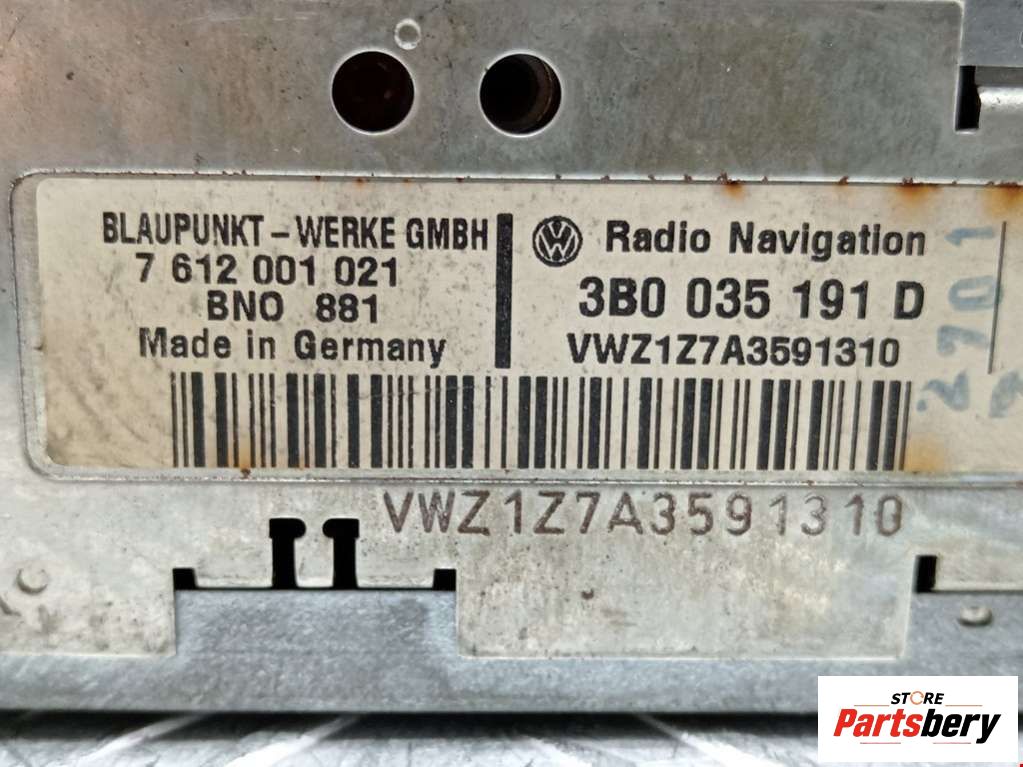 BLAUPUNKT - WERKE GMBH
7 612 001 021
BNO 881
Made in Germany
Radio Navigation
3B0 035 191 D
VWZ1Z7A3591310
2701
VWZ1Z7A3591310
STORE
Partsbery